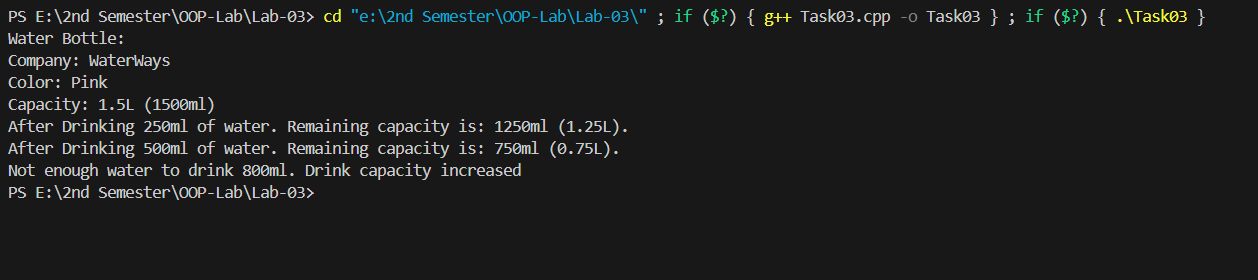 PS E:\2nd Semester\OOP-Lab\Lab-03> cd "e:\2nd Semester\OOP-Lab\Lab-03\" ; if ($?) { g++ Task03.cpp -o Task03 } ; if ($?) { .\Task03 }
Water Bottle:
Company: WaterWays
Color: Pink
Capacity: 1.5L (1500ml)
After Drinking 250ml of water. Remaining capacity is: 1250ml (1.25L).
After Drinking 500ml of water. Remaining capacity is: 750ml (0.75L).
Not enough water to drink 800ml. Drink capacity increased
PS E:\2nd Semester\OOP-Lab\Lab-03>